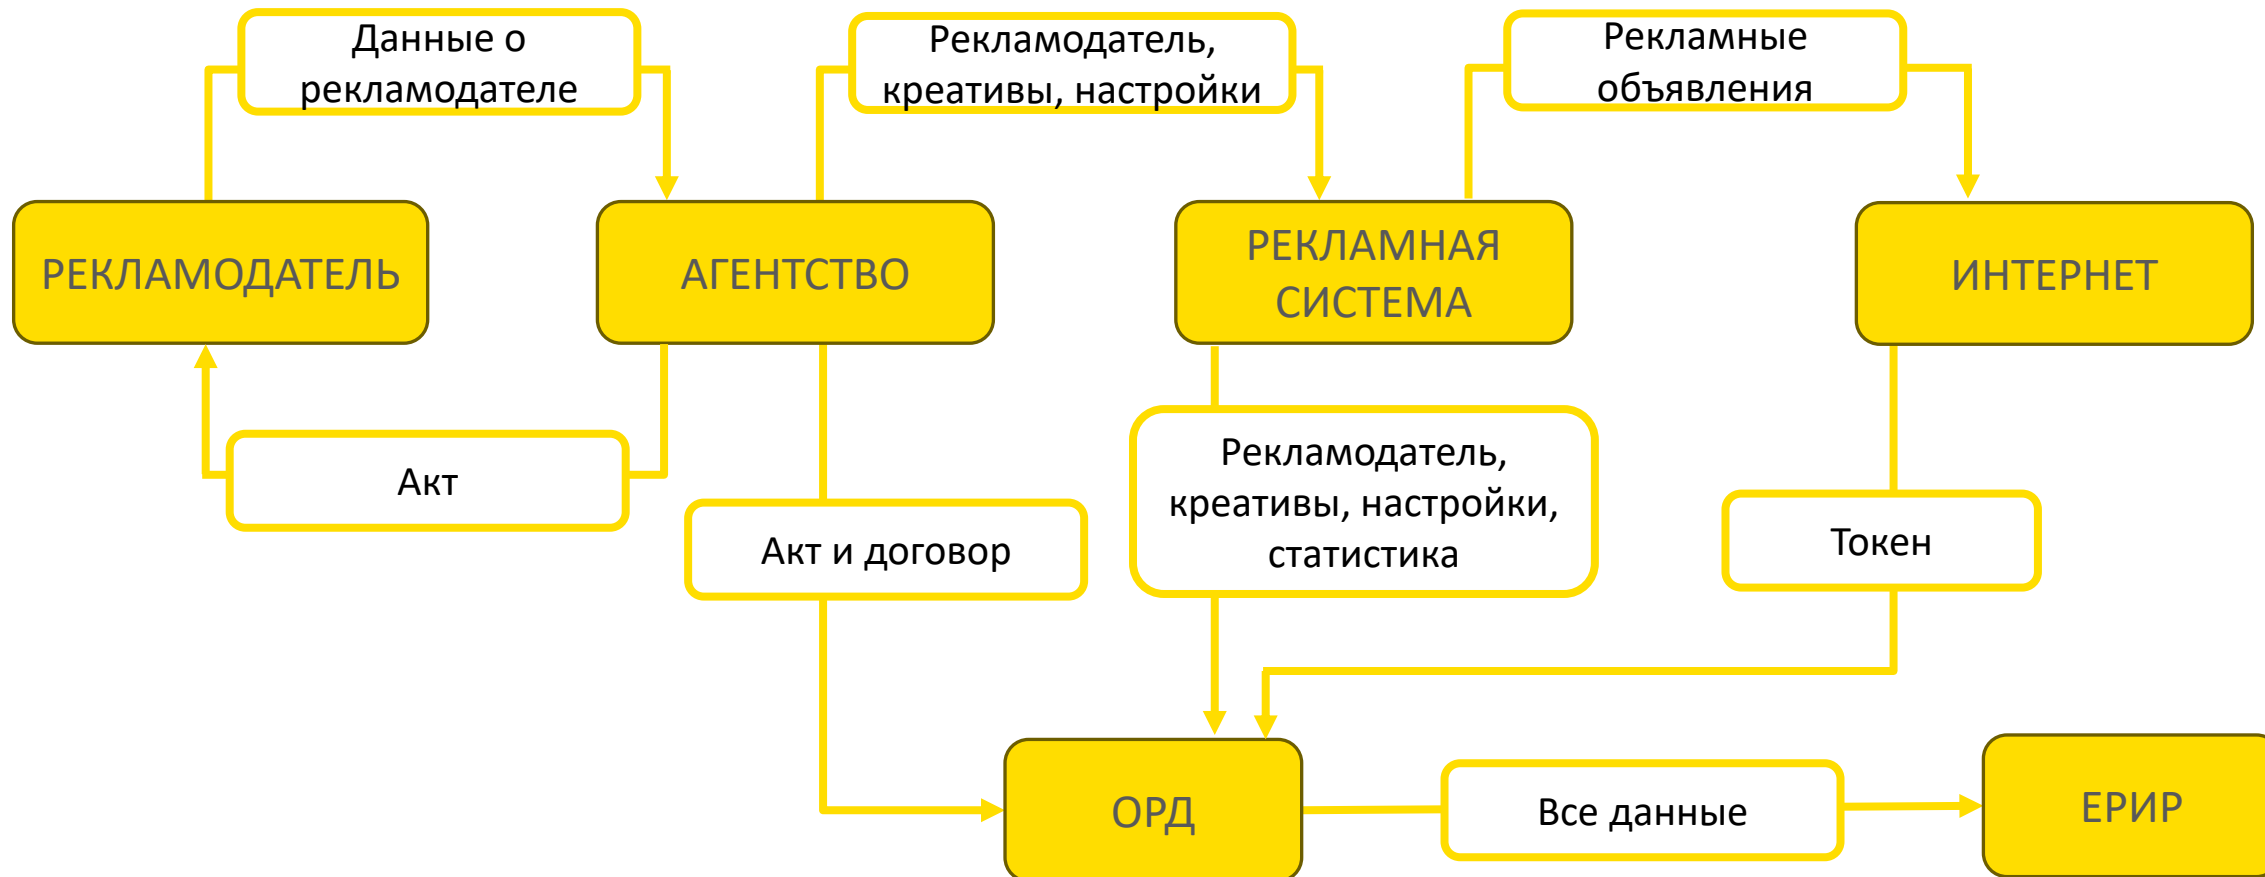 Данные о
рекламодателе
Рекламодатель,
креативы, настройки
Рекламные
объявления
РЕКЛАМОДАТЕЛЬ
АГЕНТСТВО
РЕКЛАМНАЯ
СИСТЕМА
ИНТЕРНЕТ
Акт
Акт и договор
Рекламодатель,
креативы, настройки,
статистика
Токен
ОРД
Все данные
ЕРИР